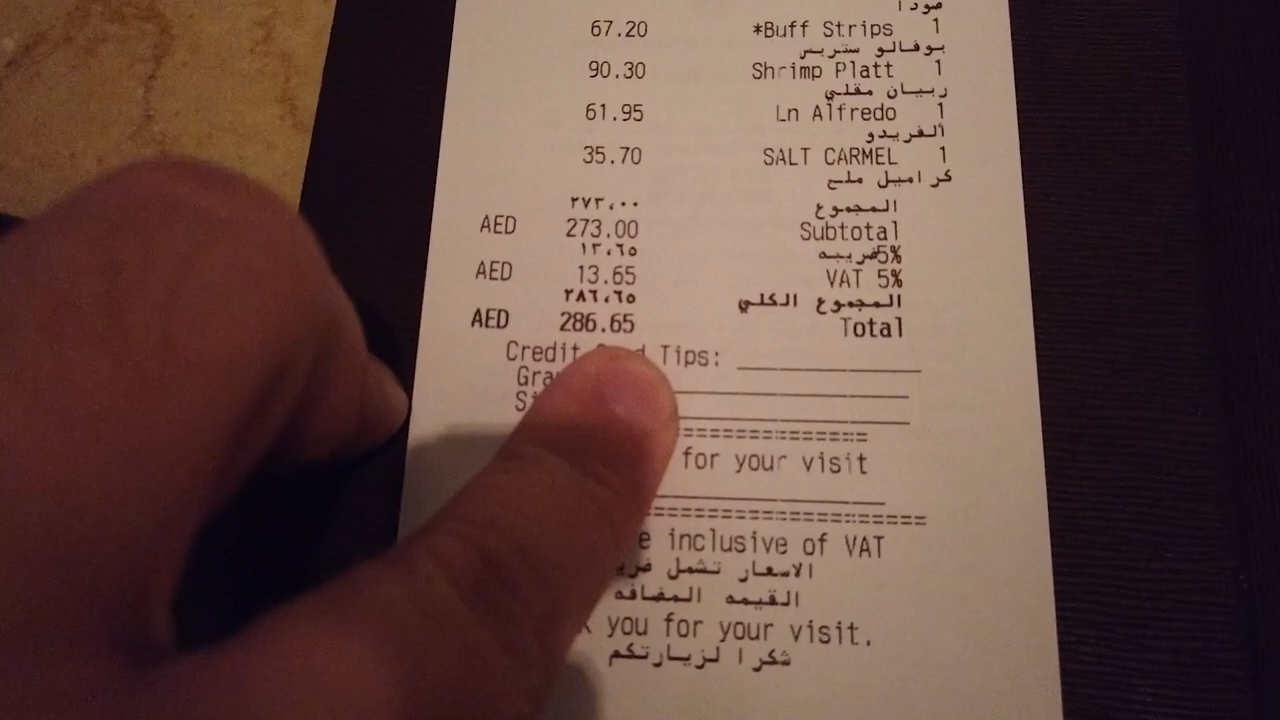 صودا
67.20 *Buff Strips 1
بوفالو ستربس
90.30 Shrimp Platt 1
ربيان مقلي
61.95 Ln Alfredo 1
ألفريدو
35.70 SALT CARMEL 1
كراميل ملح
٢٧٣،٠٠ المجموع
AED 273.00 Subtotal
١٣،٦٥ ضريبه 5%
AED 13.65 VAT 5%
٢٨٦،٦٥ المجموع الكلي
AED 286.65 Total
Credit Tips:
for your visit
inclusive of VAT
الاسعار تشمل
القيمه المضافه
you for your visit.
شكرا لزيارتكم